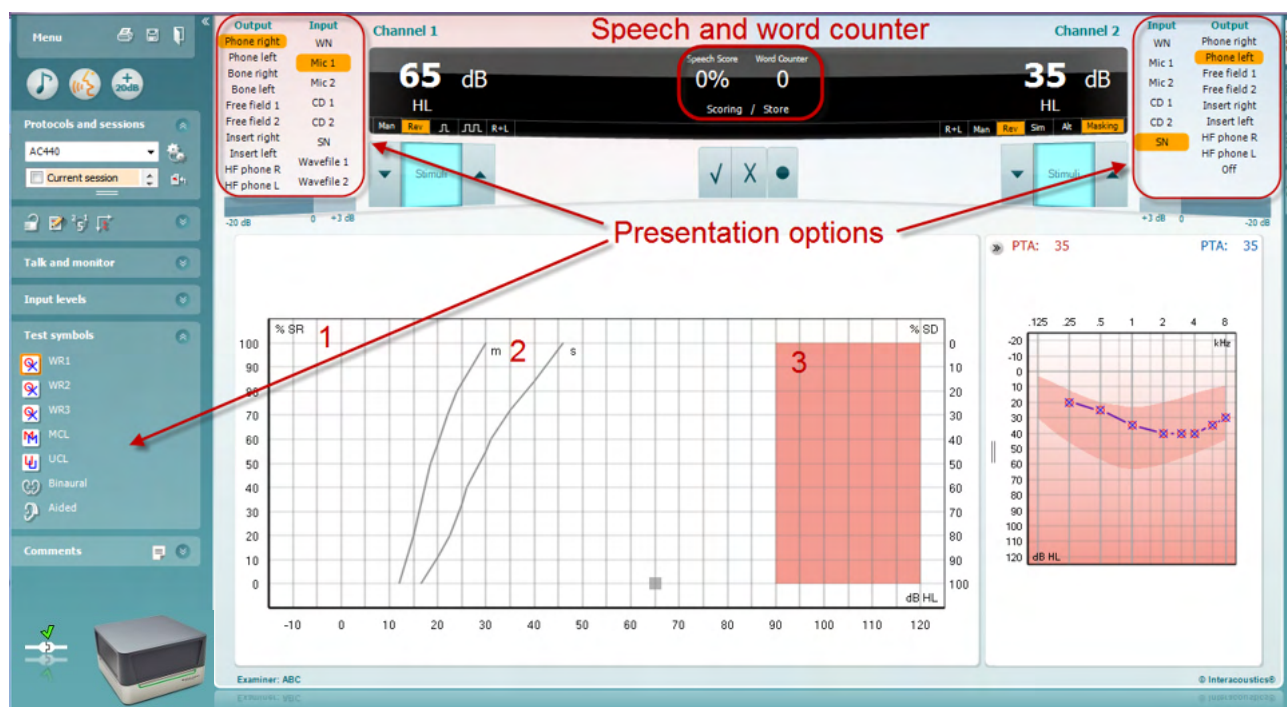 Menu
Output Input
Phone right WN
Phone left Mic 1
Bone right Mic 2
Bone left CD 1
Free field 1 CD 2
Free field 2 SN
Insert right Wavefile 1
Insert left Wavefile 2
HF phone R
HF phone L
Channel 1
Speech and word counter
Channel 2
65 dB
HL
Speech Score Word Counter
0% 0
Scoring / Store
35 dB
HL
Man Rev R+L
R+L Man Rev Sim Alt Masking
Input Output
WN Phone right
Mic 1 Phone left
Mic 2 Free field 1
CD 1 Free field 2
CD 2 Insert right
SN Insert left
HF phone R
HF phone L
Off
20dB
Protocols and sessions
AC440
Current session
Talk and monitor
Input levels
Test symbols
WR1
WR2
WR3
MCL
UCL
Binaural
Aided
Comments
Stimuli
Stimuli
-20 dB 0 +3 dB
+3 dB 0 -20 dB
Presentation options
PTA: 35 PTA: 35
% SR 1 m 2 s 3 % SD
100 0
90 10
80 20
70 30
60 40
50 50
40 60
30 70
20 80
10 90
0 100
dB HL
-10 0 10 20 30 40 50 60 70 80 90 100 110 120
.125 .25 .5 1 2 4 8
kHz
-20
-10
0
10
20
30
40
50
60
70
80
90
100
110
120 dB HL
Examiner: ABC
© Interacoustics®